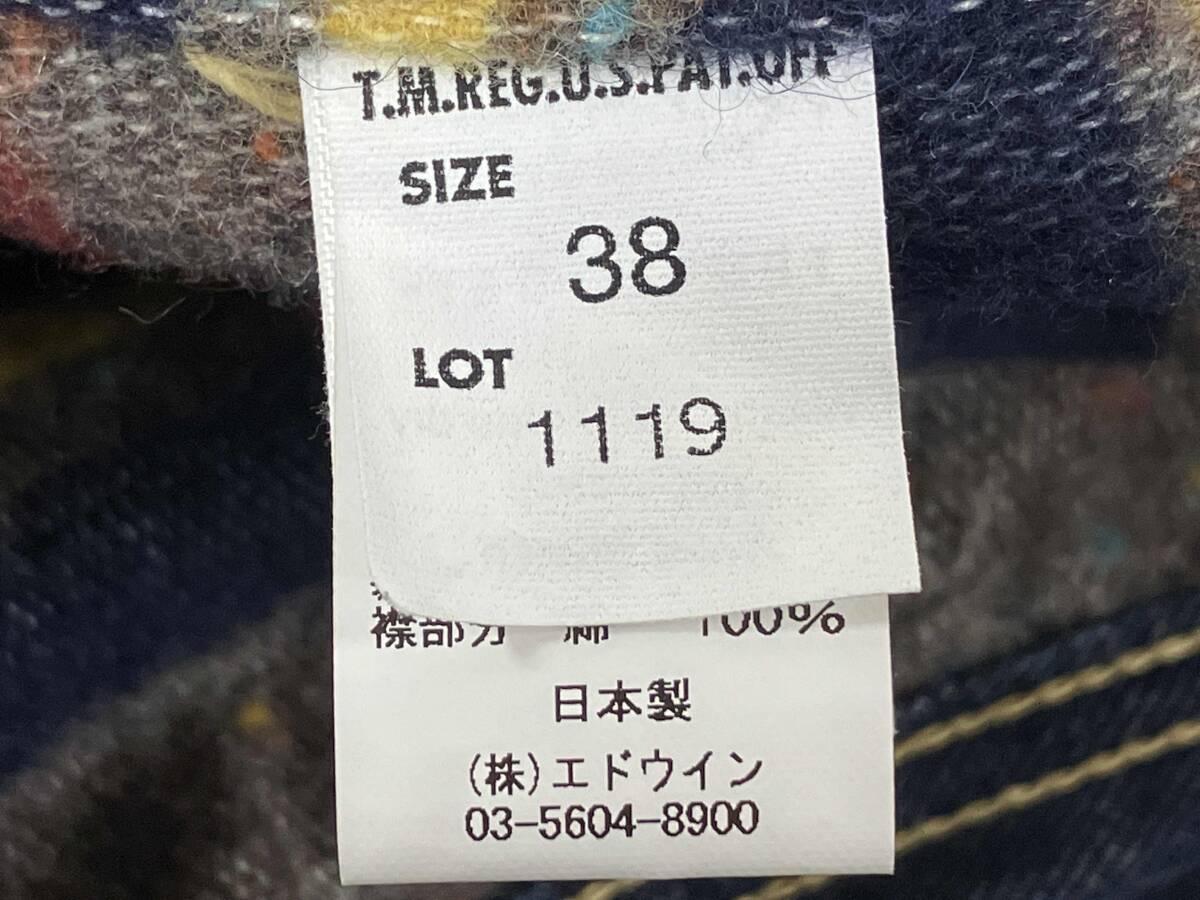 T.M.REG.U.S.PAT.OFF
SIZE
38
LOT
1119
襟部分 綿 100%
日本製
(株)エドウイン
03-5604-8900